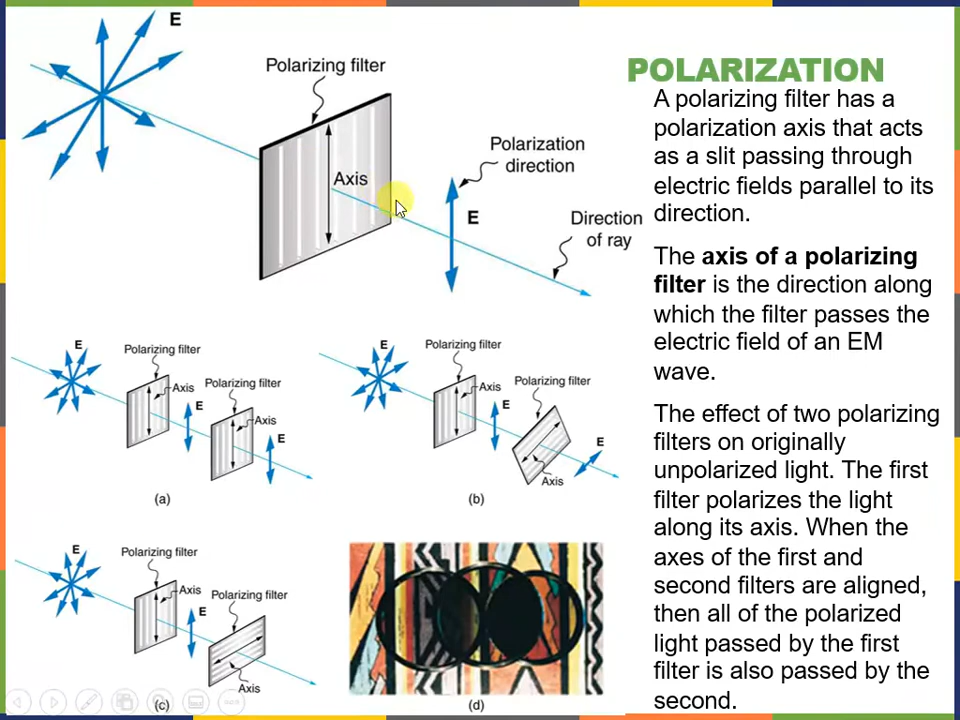 E
Polarizing filter
Axis
Polarization
direction
E
Direction
of ray
E
Polarizing filter
Axis
Polarizing filter
E
Axis
E
(a)
E
Polarizing filter
Axis
Polarizing filter
E
E
Axis
(b)
E
Polarizing filter
Axis
Polarizing filter
E
Axis
(c)
(d)
POLARIZATION
A polarizing filter has a
polarization axis that acts
as a slit passing through
electric fields parallel to its
direction.
The axis of a polarizing
filter is the direction along
which the filter passes the
electric field of an EM
wave.
The effect of two polarizing
filters on originally
unpolarized light. The first
filter polarizes the light
along its axis. When the
axes of the first and
second filters are aligned,
then all of the polarized
light passed by the first
filter is also passed by the
second.